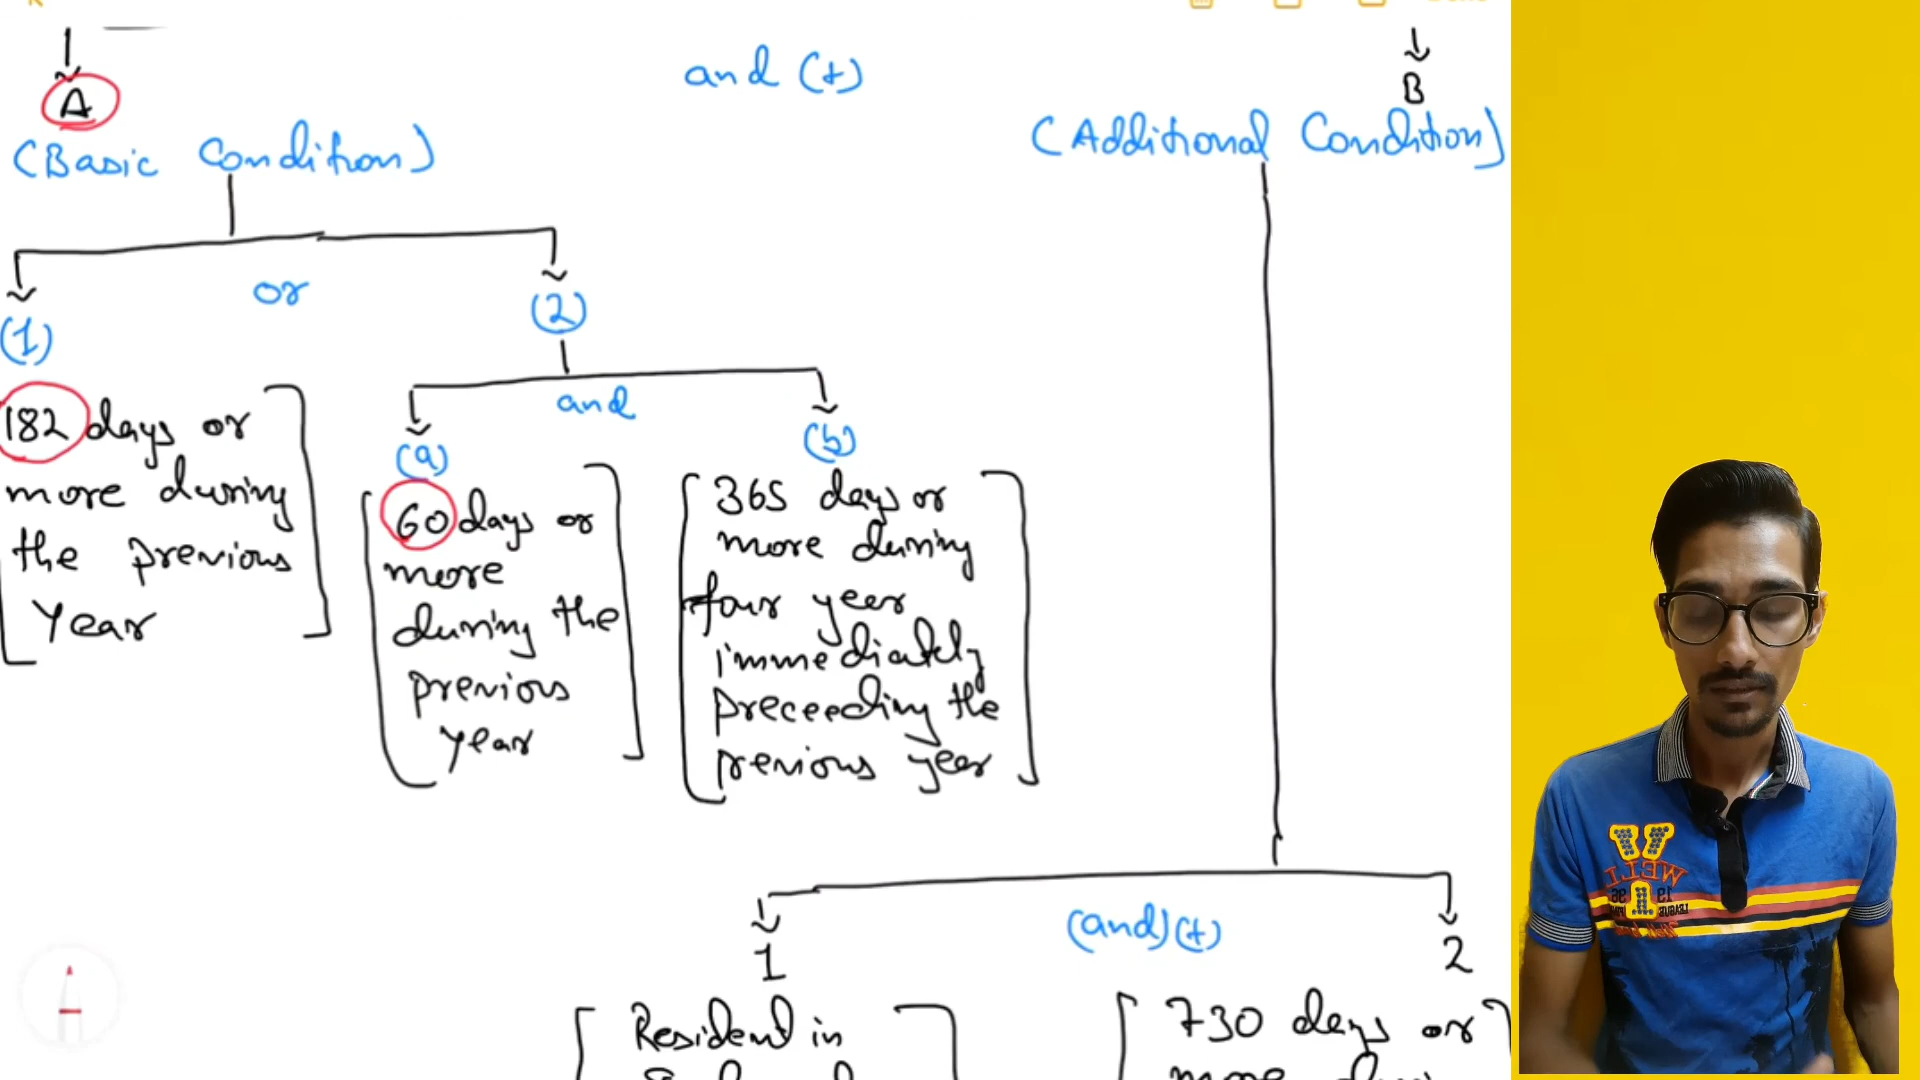 and (+)
A
B
(Basic Condition)
(Additional Condition)
or
(1)
(2)
182 days or
more during
the previous
Year
and
(a)
(b)
60 days or
more
during the
previous
year
365 days or
more during
four year
immediately
preceeding the
previous year
(and) (+)
1
2
Resident in
730 days or
more
WELL